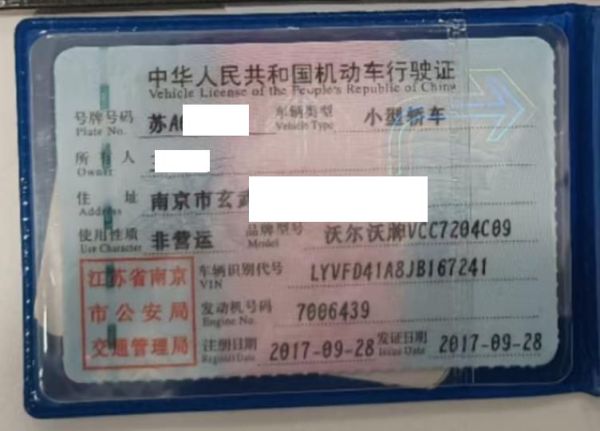 中华人民共和国机动车行驶证
Vehicle License of the People's Republic of China
号牌号码 苏A 车辆类型 小型轿车
Plate No. Vehicle Type
所有人
Owner
住址 南京市玄武
Address
使用性质 非营运 品牌型号 沃尔沃牌VCC7204C09
Use Character Model
江苏省南京 车辆识别代号 LYVFD41A8JB167241
VIN
市公安局 发动机号码 7006439
Engine No.
交通管理局 注册日期 2017-09-28 发证日期 2017-09-28
Register Date Issue Date